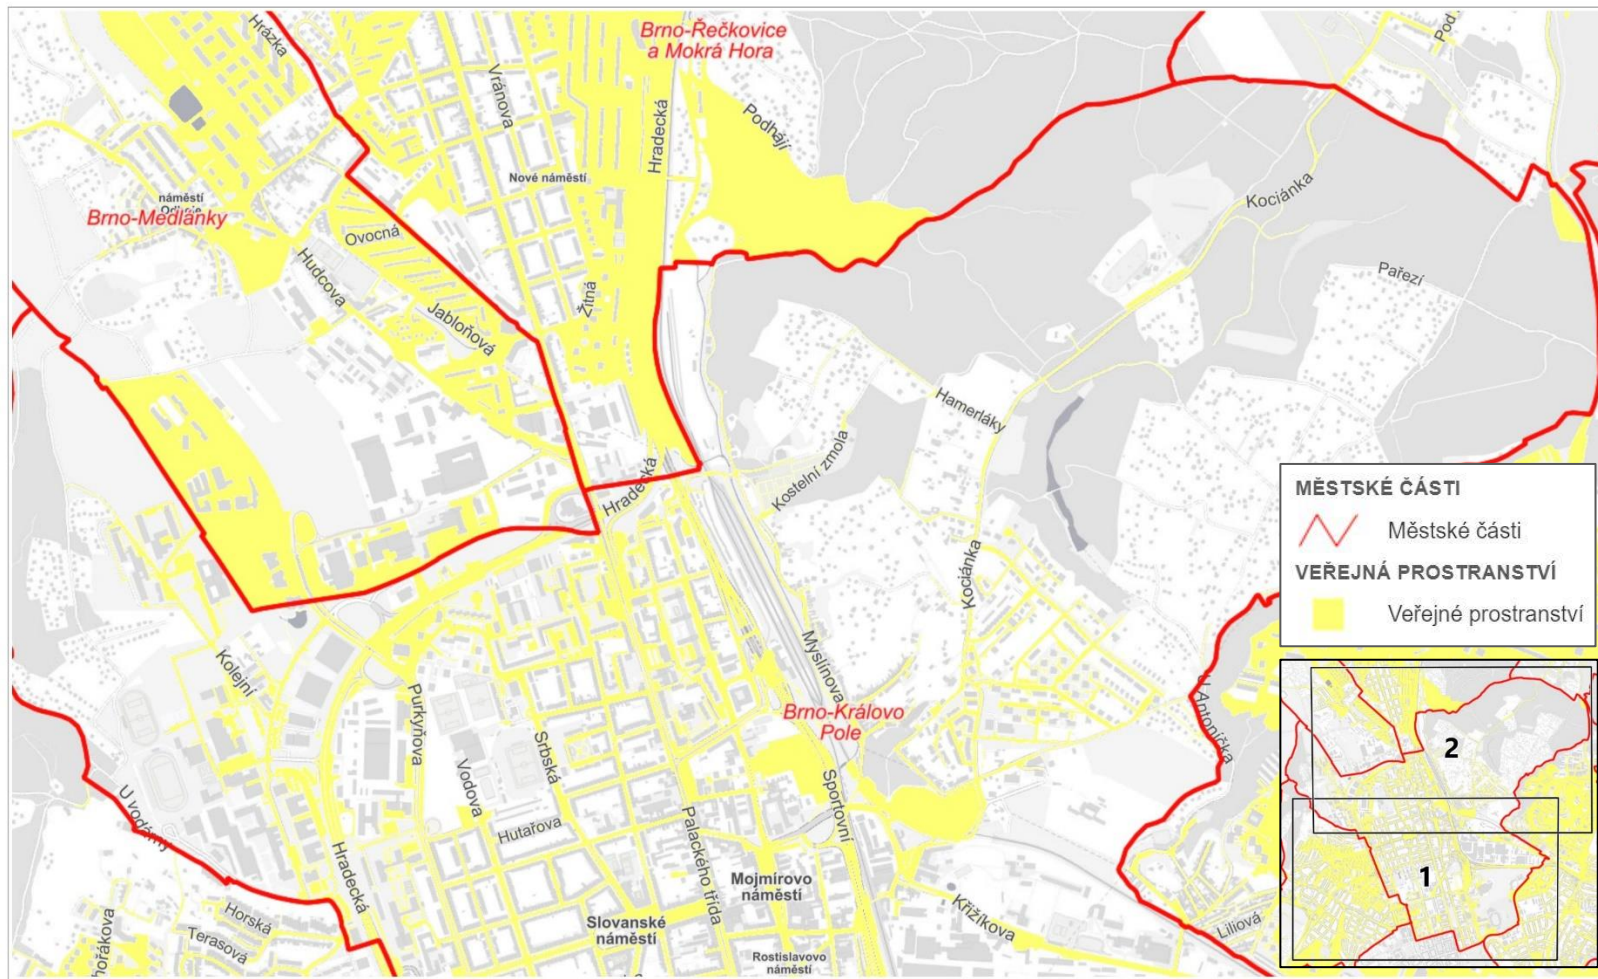 Hrázka
Brno-Řečkovice
a Mokrá Hora
Vránova
Hradecká
Podhájí
Pod
Nové náměstí
náměstí
Brno-Medlánky
Kociánka
Ovocná
Hudcova
Žitná
Jabloňová
Pařezí
Hamerláky
Kostelní zmola
Hradecká
Kociánka
Kolejní
Purkyňova
Myslínova
Brno-Královo
Pole
U Antoníčka
Srbská
Vodova
Hutařova
Palackého třída
Sportovní
U vodárny
Hradecká
Mojmírovo
náměstí
Slovanské
náměstí
Křižíkova
Horská
Terasová
Liliová
Rostislavovo
náměstí
MĚSTSKÉ ČÁSTI
Městské části
VEŘEJNÁ PROSTRANSTVÍ
Veřejné prostranství
2
1